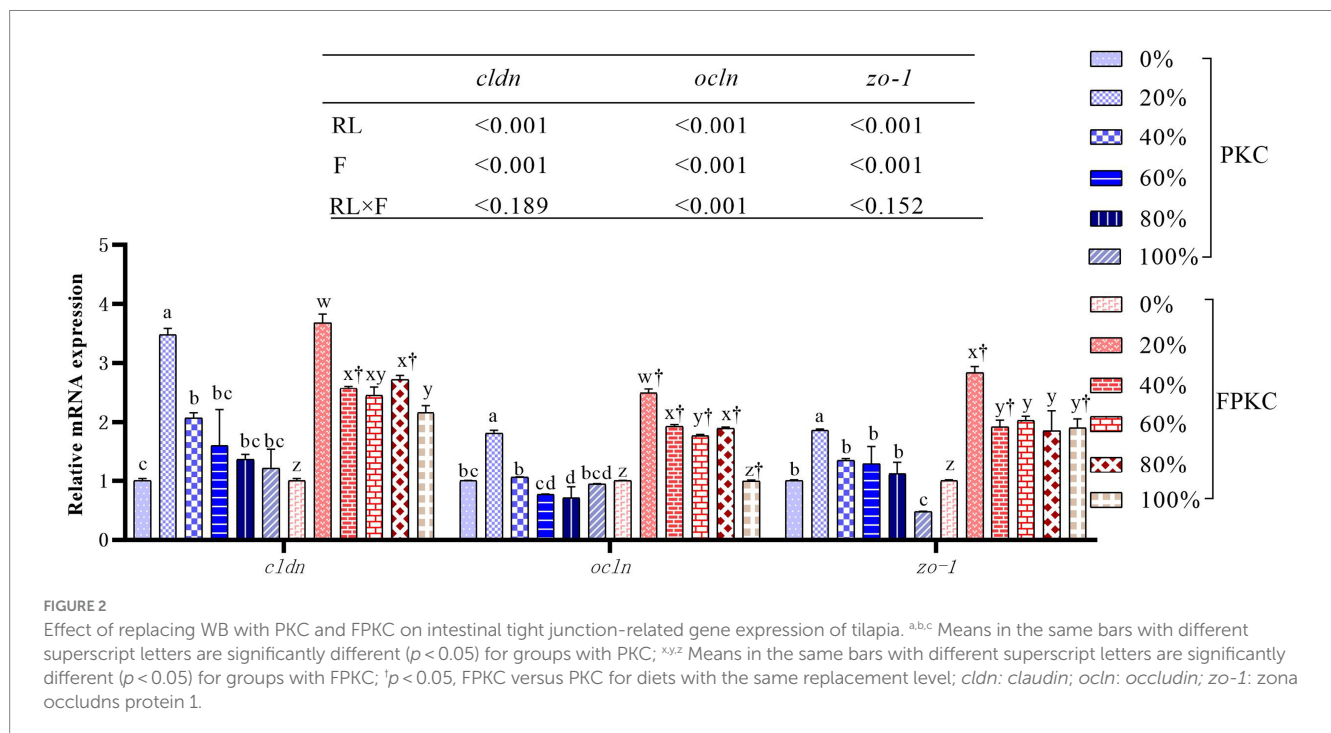 cldn ocln zo-1
RL <0.001 <0.001 <0.001
F <0.001 <0.001 <0.001
RL×F <0.189 <0.001 <0.152
0%
20%
40%
60%
80%
100%
PKC
0%
20%
40%
60%
80%
100%
FPKC
Relative mRNA expression
5
4
3
2
1
0
c a b bc bc bc z w x† xy x† y
bc a b cd d bcd z w† x† y† x† z†
b a b b b c z x† y† y y y†
cldn ocln zo-1
FIGURE 2
Effect of replacing WB with PKC and FPKC on intestinal tight junction-related gene expression of tilapia. a,b,c Means in the same bars with different
superscript letters are significantly different (p < 0.05) for groups with PKC; x,y,z Means in the same bars with different superscript letters are significantly
different (p < 0.05) for groups with FPKC; †p < 0.05, FPKC versus PKC for diets with the same replacement level; cldn: claudin; ocln: occludin; zo-1: zona
occludns protein 1.